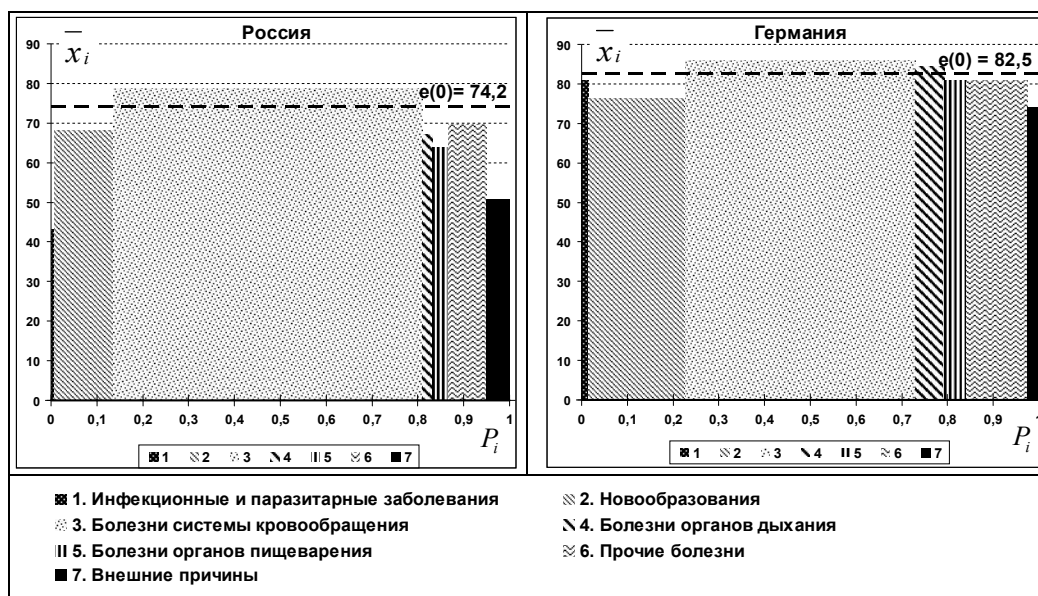 Россия
x̄ i
90
80
70
60
50
40
30
20
10
0
e(0)= 74,2
0 0,1 0,2 0,3 0,4 0,5 0,6 0,7 0,8 0,9 1
P i
1 2 3 4 5 6 7
Германия
x̄ i
90
80
70
60
50
40
30
20
10
0
e(0) = 82,5
0 0,1 0,2 0,3 0,4 0,5 0,6 0,7 0,8 0,9 1
P i
1 2 3 4 5 6 7
1. Инфекционные и паразитарные заболевания
2. Новообразования
3. Болезни системы кровообращения
4. Болезни органов дыхания
5. Болезни органов пищеварения
6. Прочие болезни
7. Внешние причины